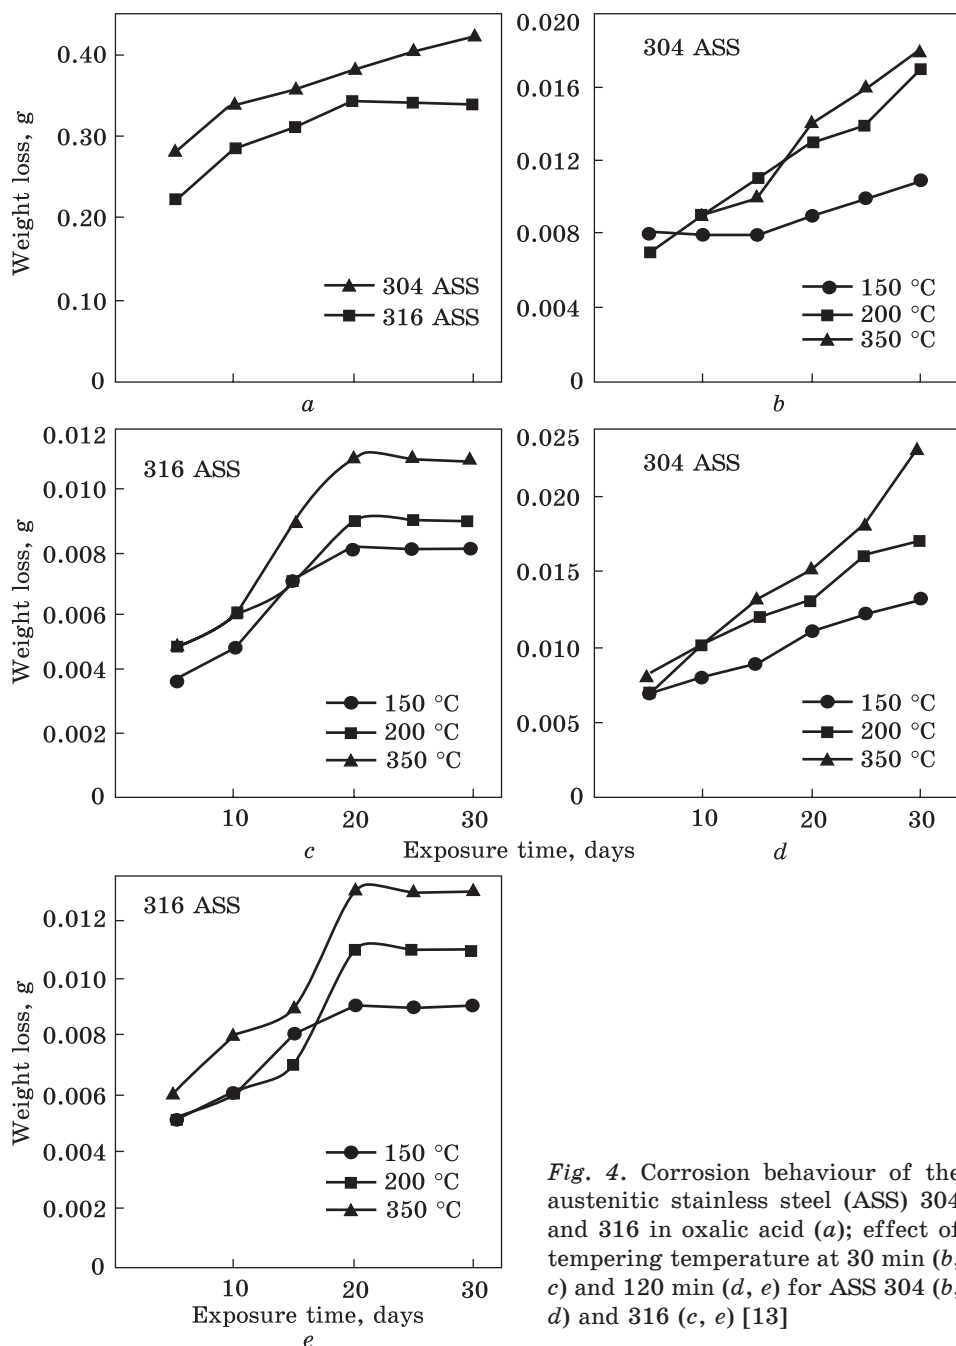 Weight loss, g
0.40
0.30
0.20
0.10
0
304 ASS
316 ASS
a
0.020
0.016
0.012
0.008
0.004
0
304 ASS
150 °C
200 °C
350 °C
b
Weight loss, g
0.012
0.010
0.008
0.006
0.004
0.002
0
316 ASS
150 °C
200 °C
350 °C
10 20 30
c
0.025
0.020
0.015
0.010
0.005
0
304 ASS
150 °C
200 °C
350 °C
10 20 30
d
Exposure time, days
Weight loss, g
0.012
0.010
0.008
0.006
0.004
0.002
0
316 ASS
150 °C
200 °C
350 °C
10 20 30
Exposure time, days
e
Fig. 4. Corrosion behaviour of the
austenitic stainless steel (ASS) 304
and 316 in oxalic acid (a); effect of
tempering temperature at 30 min (b,
c) and 120 min (d, e) for ASS 304 (b,
d) and 316 (c, e) [13]